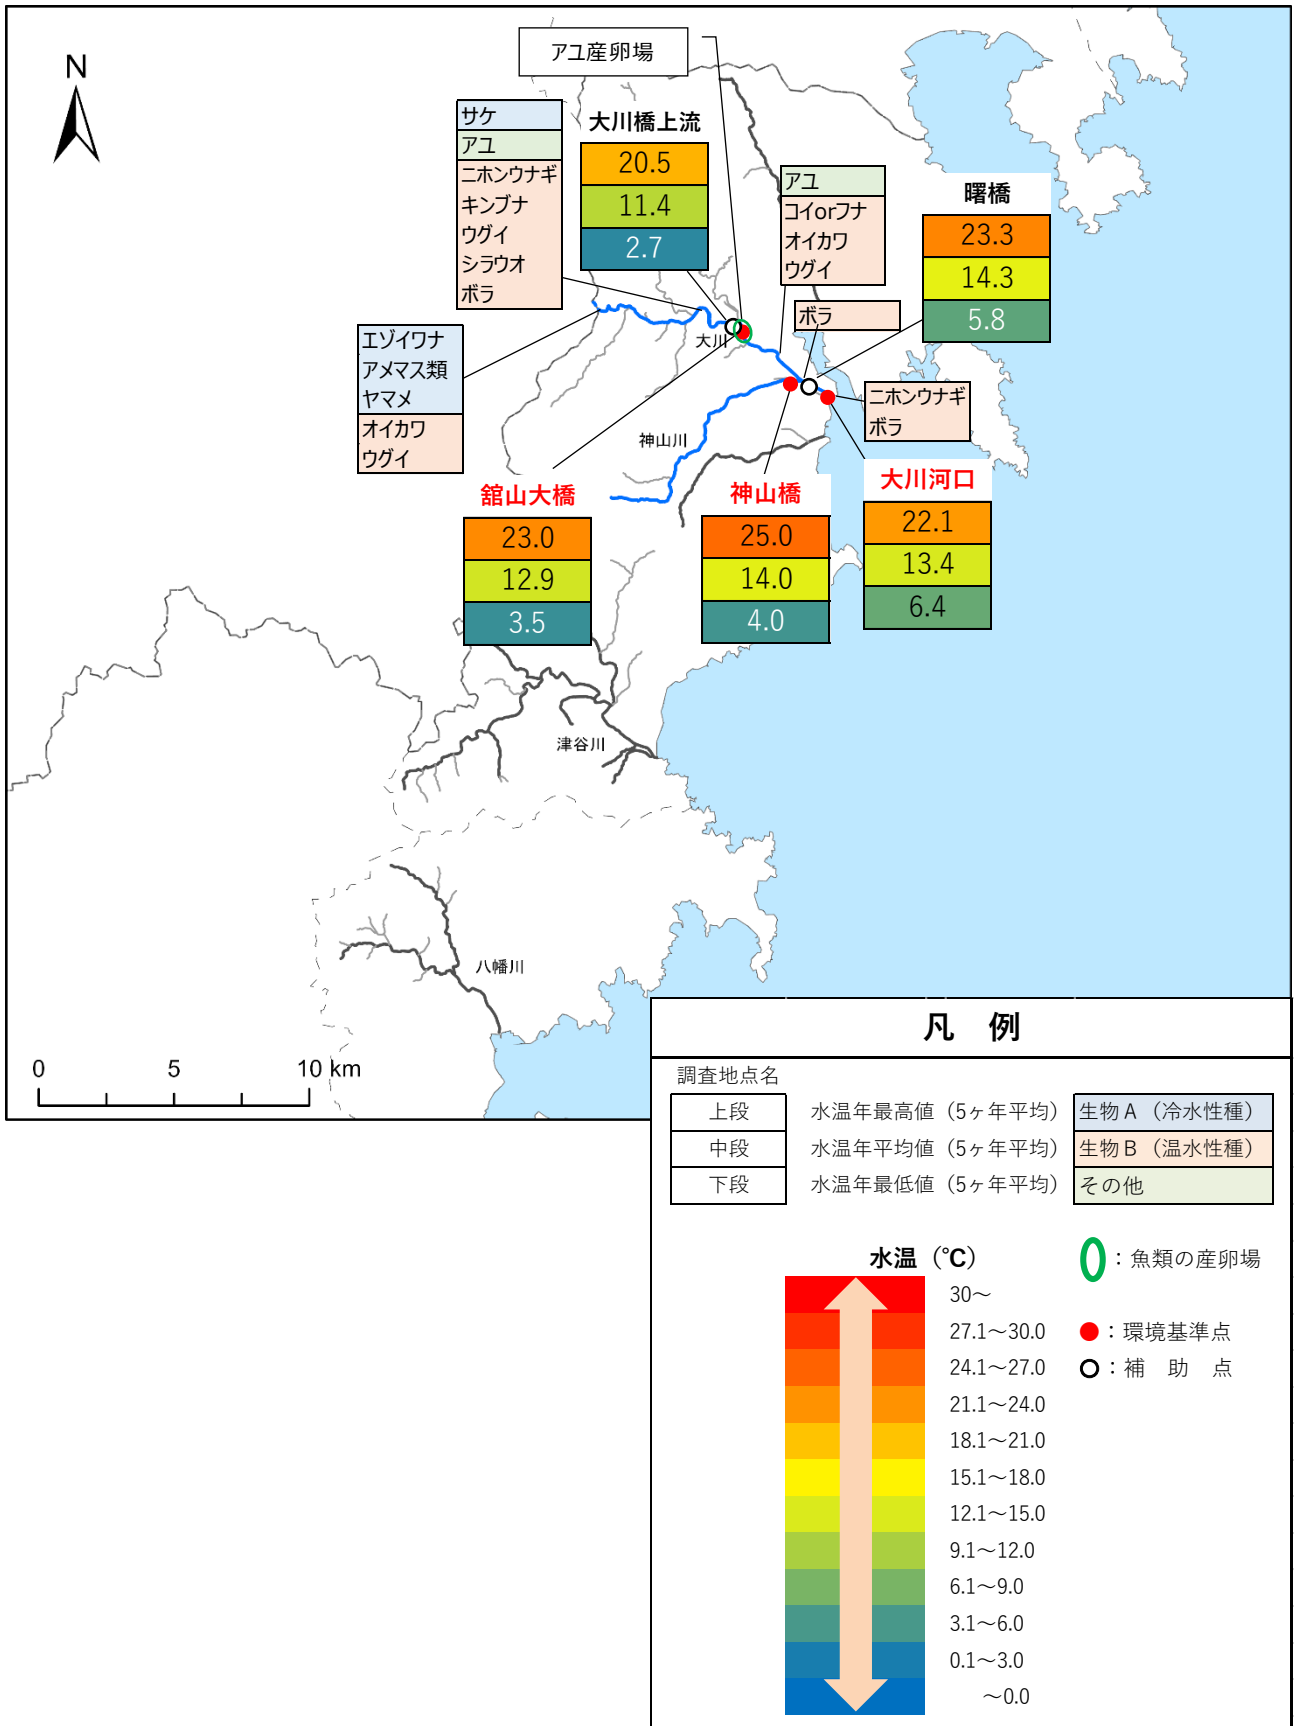 N
アユ産卵場
サケ
アユ
ニホンウナギ
キンブナ
ウグイ
シラウオ
ボラ
大川橋上流
20.5
11.4
2.7
アユ
コイorフナ
オイカワ
ウグイ
曙橋
23.3
14.3
5.8
ボラ
エゾイワナ
アメマス類
ヤマメ
オイカワ
ウグイ
大川
ニホンウナギ
ボラ
神山川
舘山大橋
23.0
12.9
3.5
神山橋
25.0
14.0
4.0
大川河口
22.1
13.4
6.4
津谷川
八幡川
0 5 10 km
凡 例
調査地点名
上段 水温年最高値（5ヶ年平均） 生物A（冷水性種）
中段 水温年平均値（5ヶ年平均） 生物B（温水性種）
下段 水温年最低値（5ヶ年平均） その他
水温（℃）
：魚類の産卵場
30～
27.1～30.0
：環境基準点
24.1～27.0
：補 助 点
21.1～24.0
18.1～21.0
15.1～18.0
12.1～15.0
9.1～12.0
6.1～9.0
3.1～6.0
0.1～3.0
～0.0